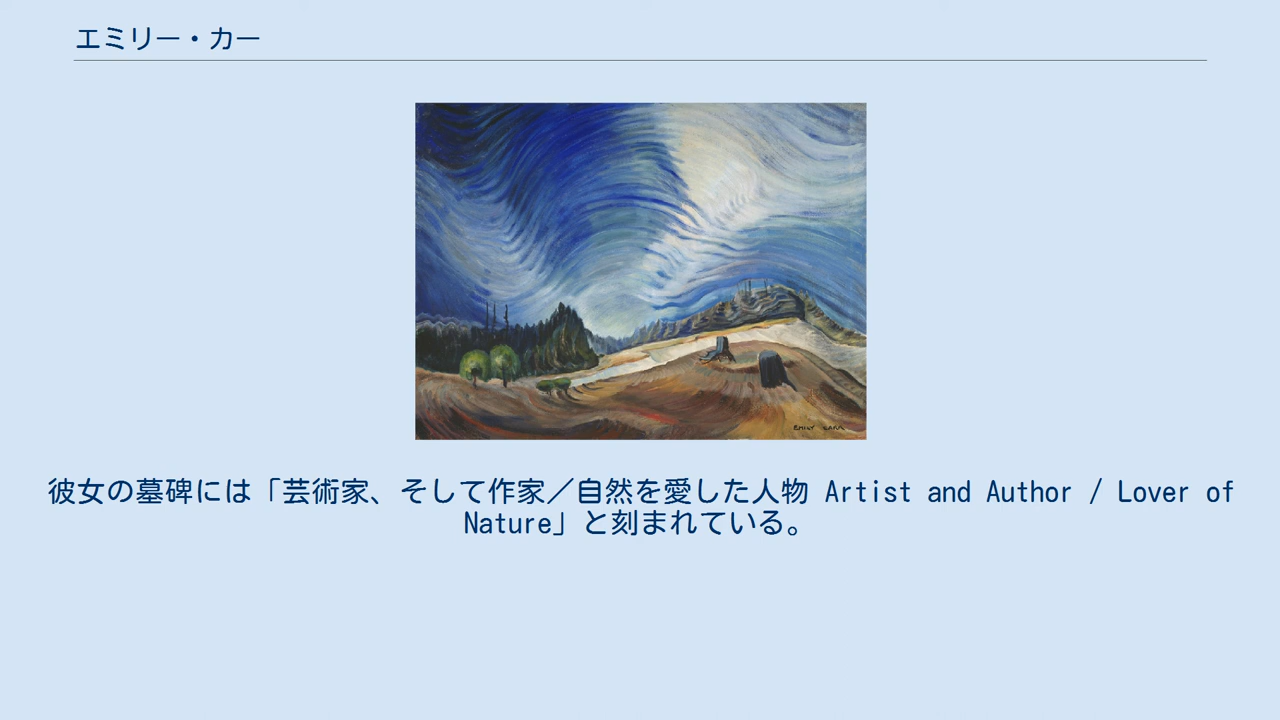 エミリー・カー
EMILY CARR
彼女の墓碑には「芸術家、そして作家／自然を愛した人物 Artist and Author / Lover of
Nature」と刻まれている。